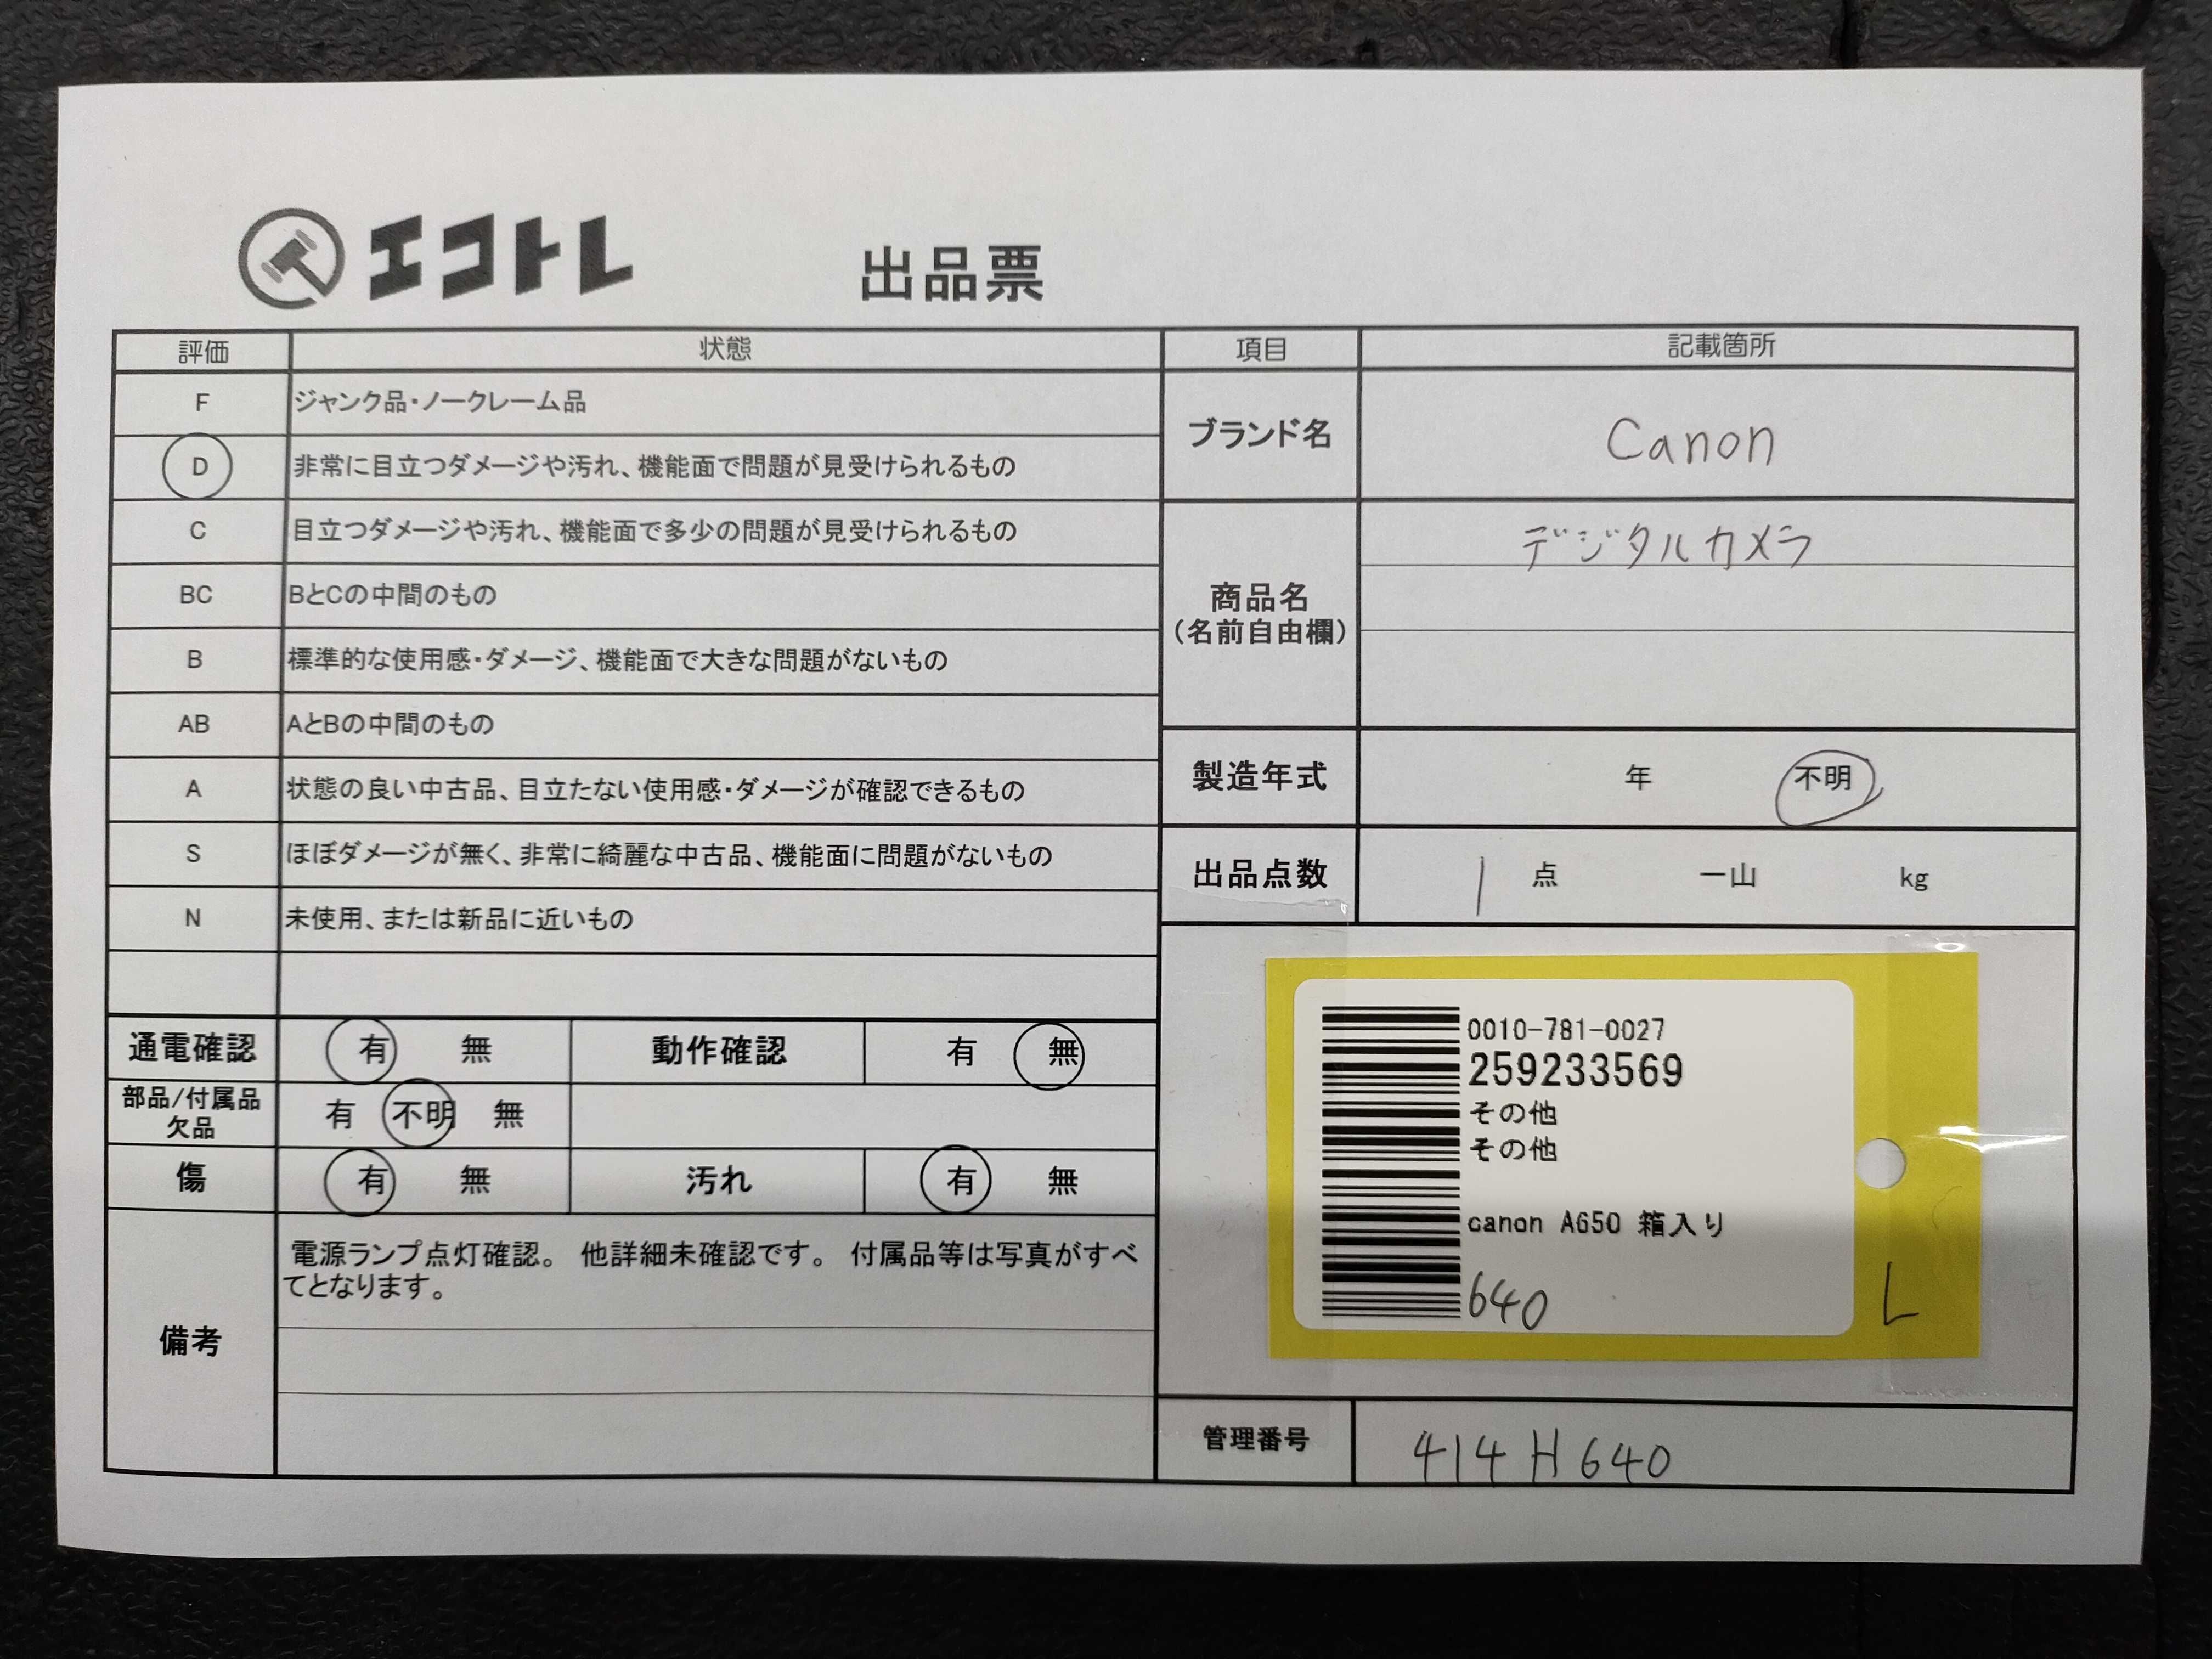 エコトレ
出品票
評価 状態
F ジャンク品・ノークレーム品
D 非常に目立つダメージや汚れ、機能面で問題が見受けられるもの
C 目立つダメージや汚れ、機能面で多少の問題が見受けられるもの
BC BとCの中間のもの
B 標準的な使用感・ダメージ、機能面で大きな問題がないもの
AB AとBの中間のもの
A 状態の良い中古品、目立たない使用感・ダメージが確認できるもの
S ほぼダメージが無く、非常に綺麗な中古品、機能面に問題がないもの
N 未使用、または新品に近いもの
通電確認 有 無 動作確認 有 無
部品/付属品
欠品
有 不明 無
傷 有 無 汚れ 有 無
備考
電源ランプ点灯確認。 他詳細未確認です。 付属品等は写真がすべ
てとなります。
項目 記載箇所
ブランド名 Canon
商品名
(名前自由欄)
デジタルカメラ
製造年式 年 不明
出品点数 1 点 一山 kg
0010-781-0027
259233569
その他
その他
canon A650 箱入り
640
L
管理番号 414H640